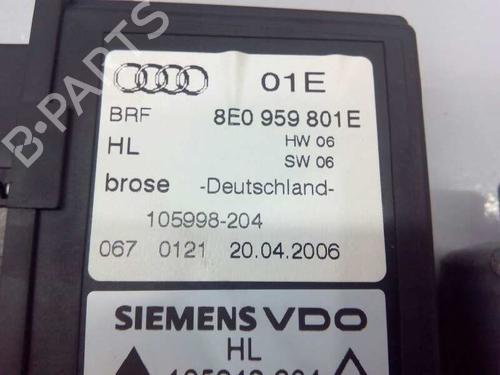 B-PARTS
01E
BRF 8E0 959 801E
HL HW 06
SW 06
brose -Deutschland-
105998-204
067 0121 20.04.2006
SIEMENS VDO
HL